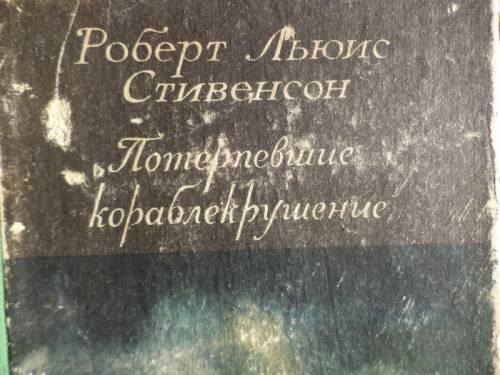 Роберт Льюис
Стивенсон
Потерпевшие
кораблекрушение